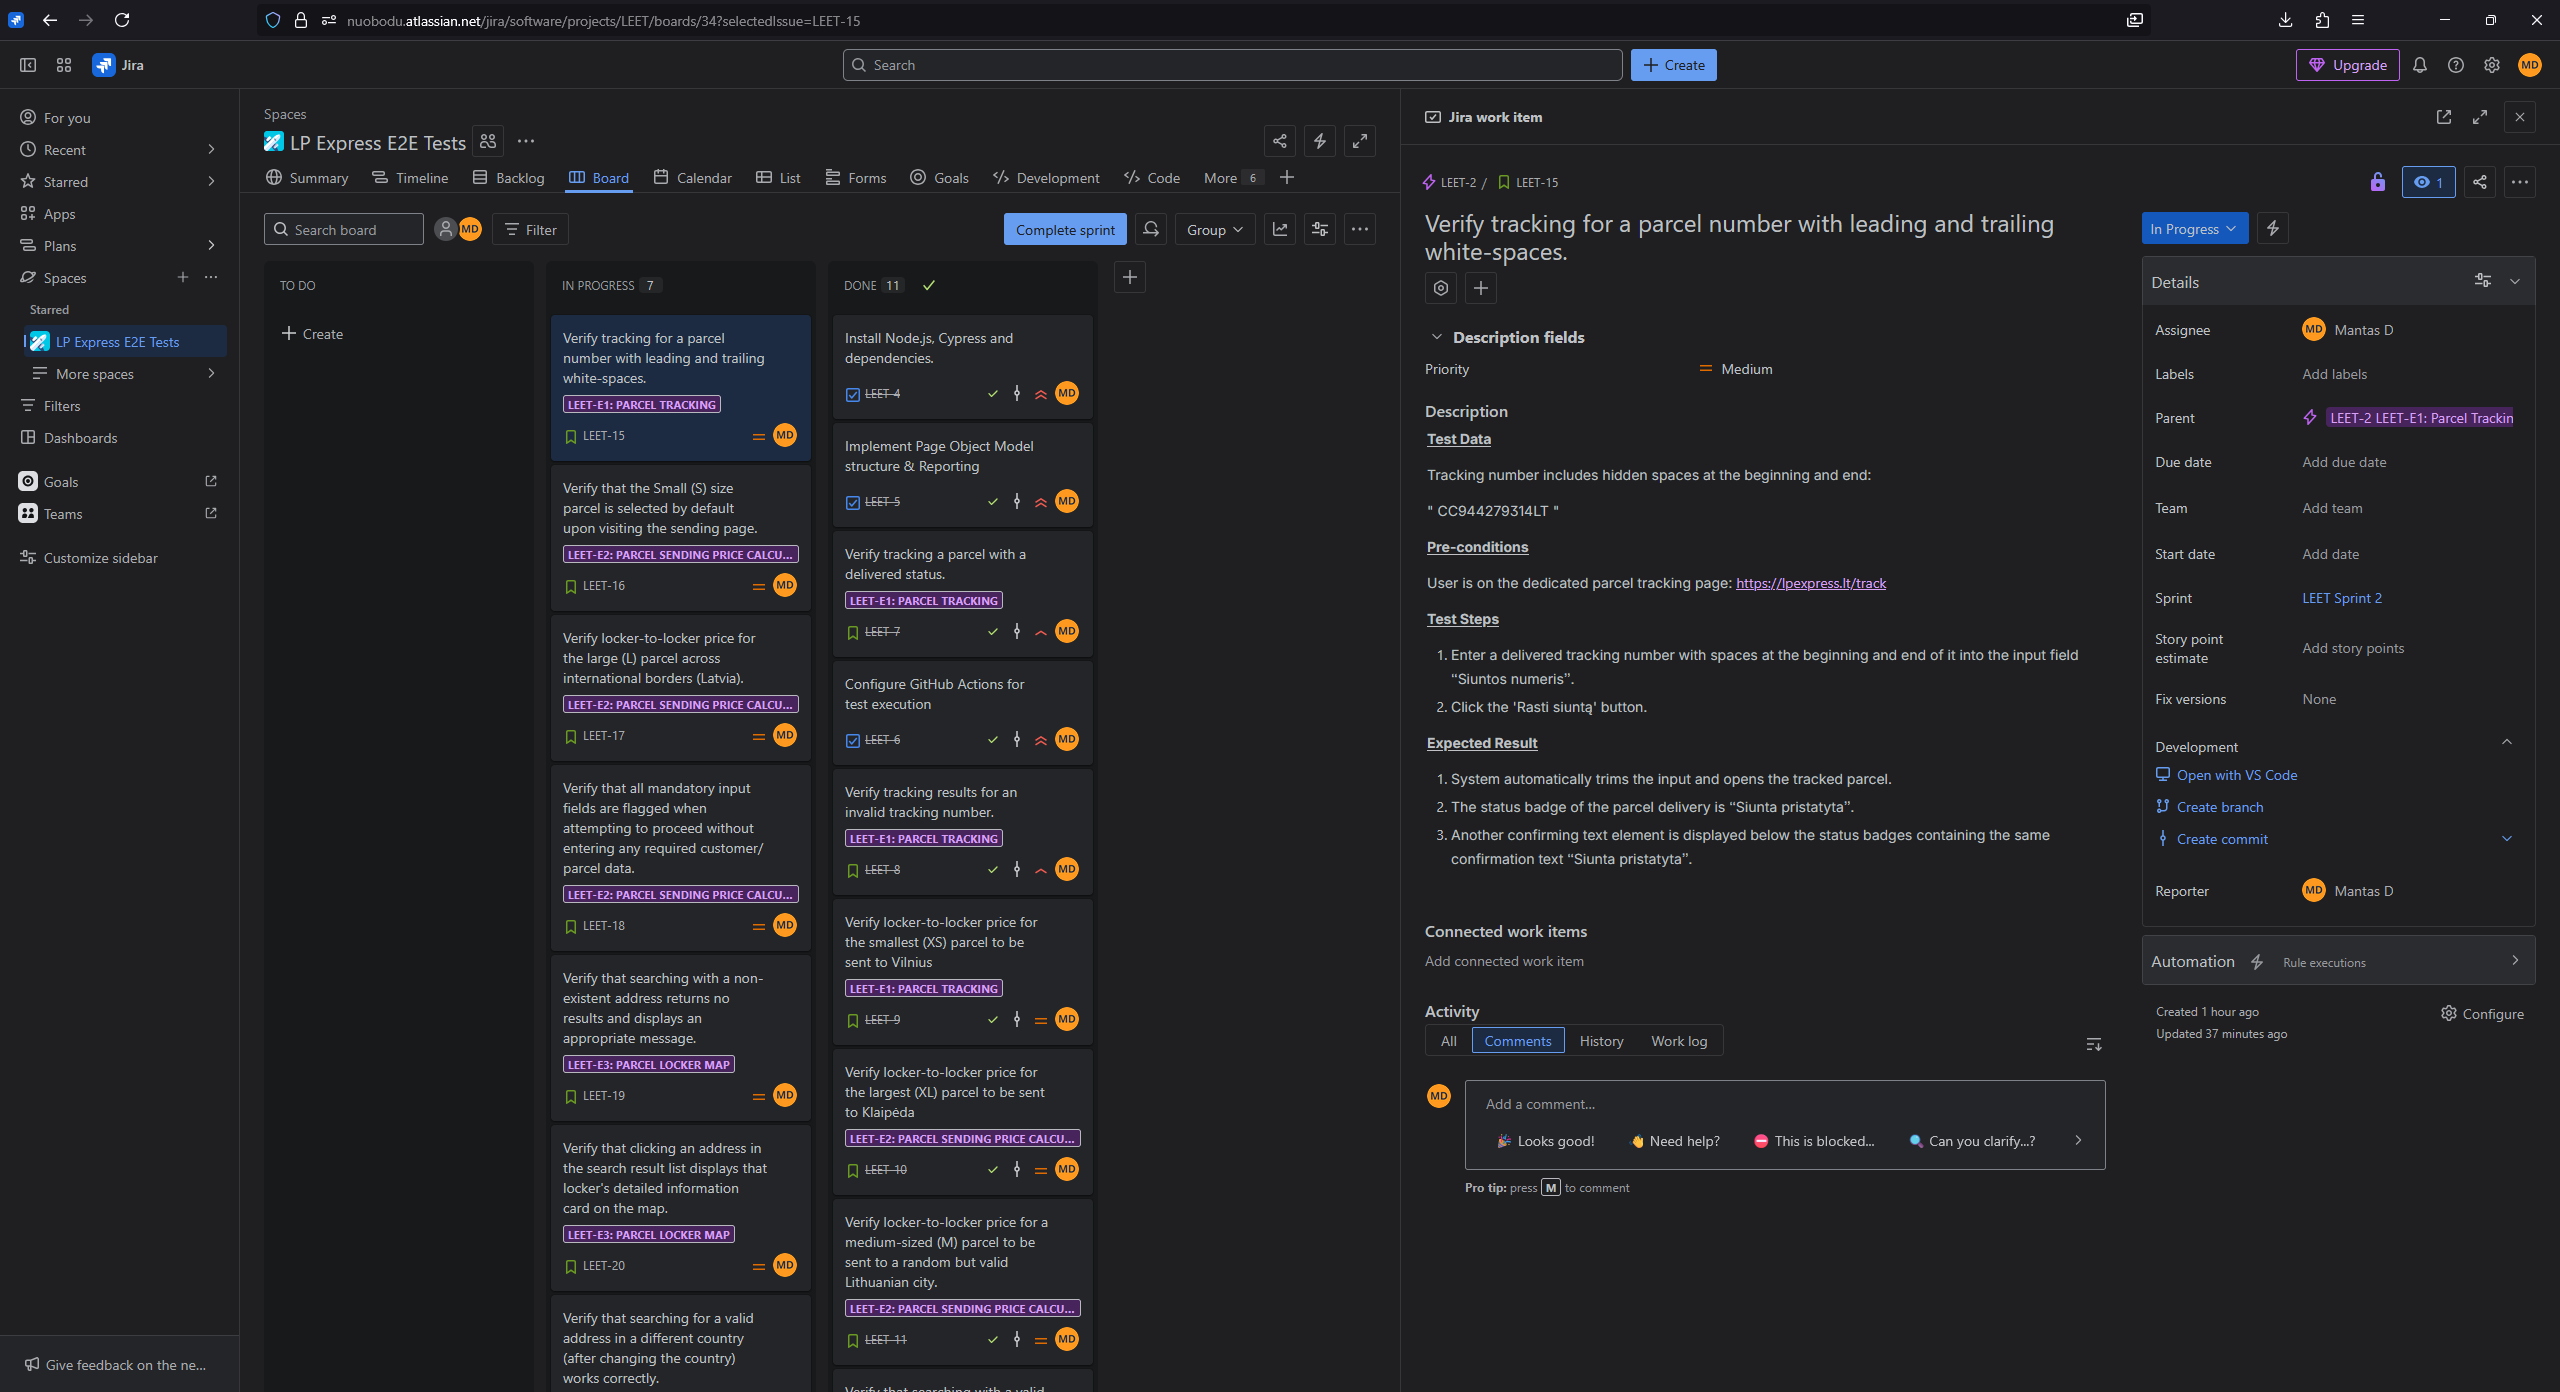 nuobodu.atlassian.net/jira/software/projects/LEET/boards/34?selectedIssue=LEET-15
Jira
Search
Create
Upgrade
MD
For you
Recent
Starred
Apps
Plans
Spaces
Starred
LP Express E2E Tests
More spaces
Filters
Dashboards
Goals
Teams
Customize sidebar
Give feedback on the ne...
Spaces
LP Express E2E Tests
Summary
Timeline
Backlog
Board
Calendar
List
Forms
Goals
Development
Code
More 6
Search board
MD
Filter
Complete sprint
Group
TO DO
Create
IN PROGRESS 7
Verify tracking for a parcel
number with leading and trailing
white-spaces.
LEET-E1: PARCEL TRACKING
LEET-15
MD
Verify that the Small (S) size
parcel is selected by default
upon visiting the sending page.
LEET-E2: PARCEL SENDING PRICE CALCU...
LEET-16
MD
Verify locker-to-locker price for
the large (L) parcel across
international borders (Latvia).
LEET-E2: PARCEL SENDING PRICE CALCU...
LEET-17
MD
Verify that all mandatory input
fields are flagged when
attempting to proceed without
entering any required customer/
parcel data.
LEET-E2: PARCEL SENDING PRICE CALCU...
LEET-18
MD
Verify that searching with a non-
existent address returns no
results and displays an
appropriate message.
LEET-E3: PARCEL LOCKER MAP
LEET-19
MD
Verify that clicking an address in
the search result list displays that
locker's detailed information
card on the map.
LEET-E3: PARCEL LOCKER MAP
LEET-20
MD
Verify that searching for a valid
address in a different country
(after changing the country)
works correctly.
DONE 11
Install Node.js, Cypress and
dependencies.
LEET-4
MD
Implement Page Object Model
structure & Reporting
LEET-5
MD
Verify tracking a parcel with a
delivered status.
LEET-E1: PARCEL TRACKING
LEET-7
MD
Configure GitHub Actions for
test execution
LEET-6
MD
Verify tracking results for an
invalid tracking number.
LEET-E1: PARCEL TRACKING
LEET-8
MD
Verify locker-to-locker price for
the smallest (XS) parcel to be
sent to Vilnius
LEET-E1: PARCEL TRACKING
LEET-9
MD
Verify locker-to-locker price for
the largest (XL) parcel to be sent
to Klaipėda
LEET-E2: PARCEL SENDING PRICE CALCU...
LEET-10
MD
Verify locker-to-locker price for a
medium-sized (M) parcel to be
sent to a random but valid
Lithuanian city.
LEET-E2: PARCEL SENDING PRICE CALCU...
LEET-11
MD
Verify that searching with a valid
Jira work item
LEET-2 / LEET-15
1
Verify tracking for a parcel number with leading and trailing
white-spaces.
Description fields
Priority
Medium
Description
Test Data
Tracking number includes hidden spaces at the beginning and end:
" CC944279314LT "
Pre-conditions
User is on the dedicated parcel tracking page: https://lpexpress.lt/track
Test Steps
1. Enter a delivered tracking number with spaces at the beginning and end of it into the input field
“Siuntos numeris”.
2. Click the 'Rasti siuntą' button.
Expected Result
1. System automatically trims the input and opens the tracked parcel.
2. The status badge of the parcel delivery is “Siunta pristatyta”.
3. Another confirming text element is displayed below the status badges containing the same
confirmation text “Siunta pristatyta”.
Connected work items
Add connected work item
Activity
All
Comments
History
Work log
MD
Add a comment...
Looks good!
Need help?
This is blocked...
Can you clarify...?
Pro tip: press M to comment
In Progress
Details
Assignee
MD Mantas D
Labels
Add labels
Parent
LEET-2 LEET-E1: Parcel Trackin
Due date
Add due date
Team
Add team
Start date
Add date
Sprint
LEET Sprint 2
Story point
estimate
Add story points
Fix versions
None
Development
Open with VS Code
Create branch
Create commit
Reporter
MD Mantas D
Automation
Rule executions
Created 1 hour ago
Updated 37 minutes ago
Configure